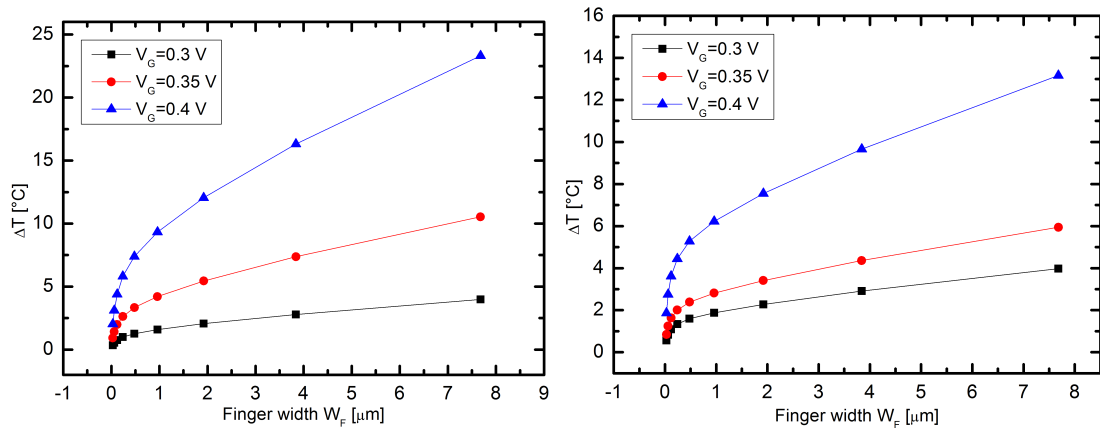 25
20
15
10
5
0
ΔT [°C]
V_G=0.3 V
V_G=0.35 V
V_G=0.4 V
-1 0 1 2 3 4 5 6 7 8 9
Finger width W_F [μm]
16
14
12
10
8
6
4
2
0
ΔT [°C]
V_G=0.3 V
V_G=0.35 V
V_G=0.4 V
-1 0 1 2 3 4 5 6 7 8
Finger width W_F [μm]